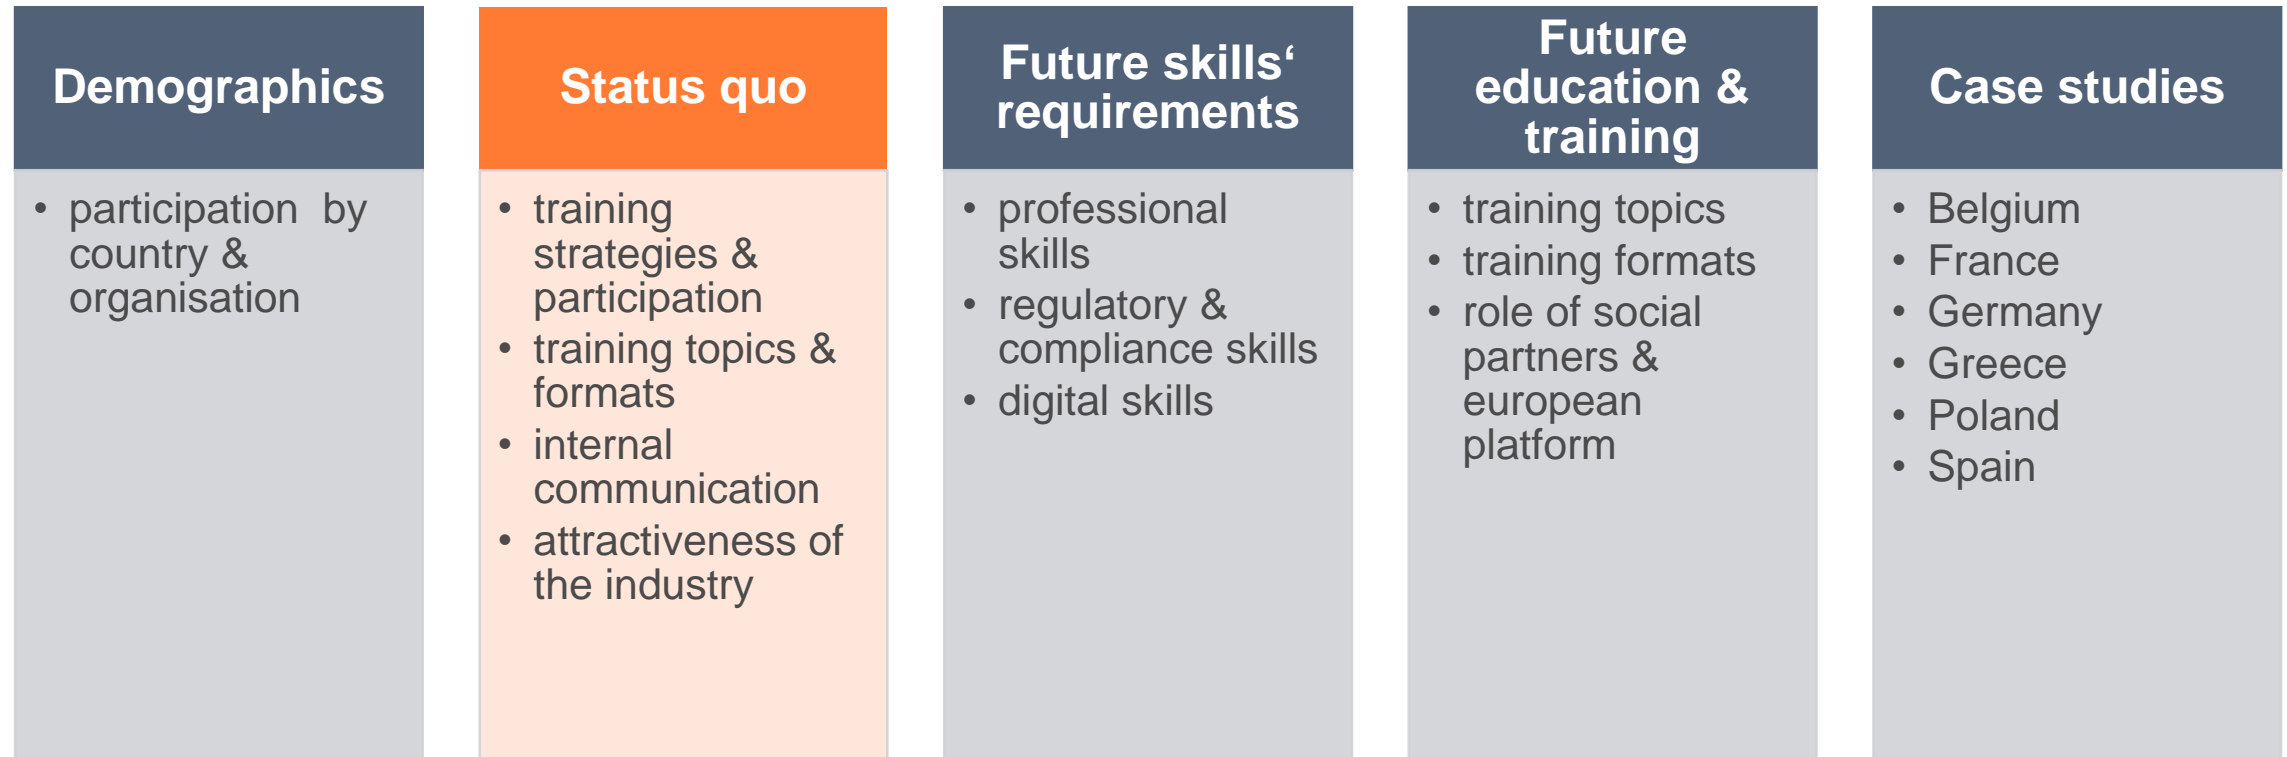 Demographics
• participation  by
country &
organisation
Status quo
• training
strategies &
participation
• training topics &
formats
• internal
communication
• attractiveness of
the industry
Future skills‘
requirements
• professional
skills
• regulatory &
compliance skills
• digital skills
Future
education &
training
• training topics
• training formats
• role of social
partners &
european
platform
Case studies
• Belgium
• France
• Germany
• Greece
• Poland
• Spain